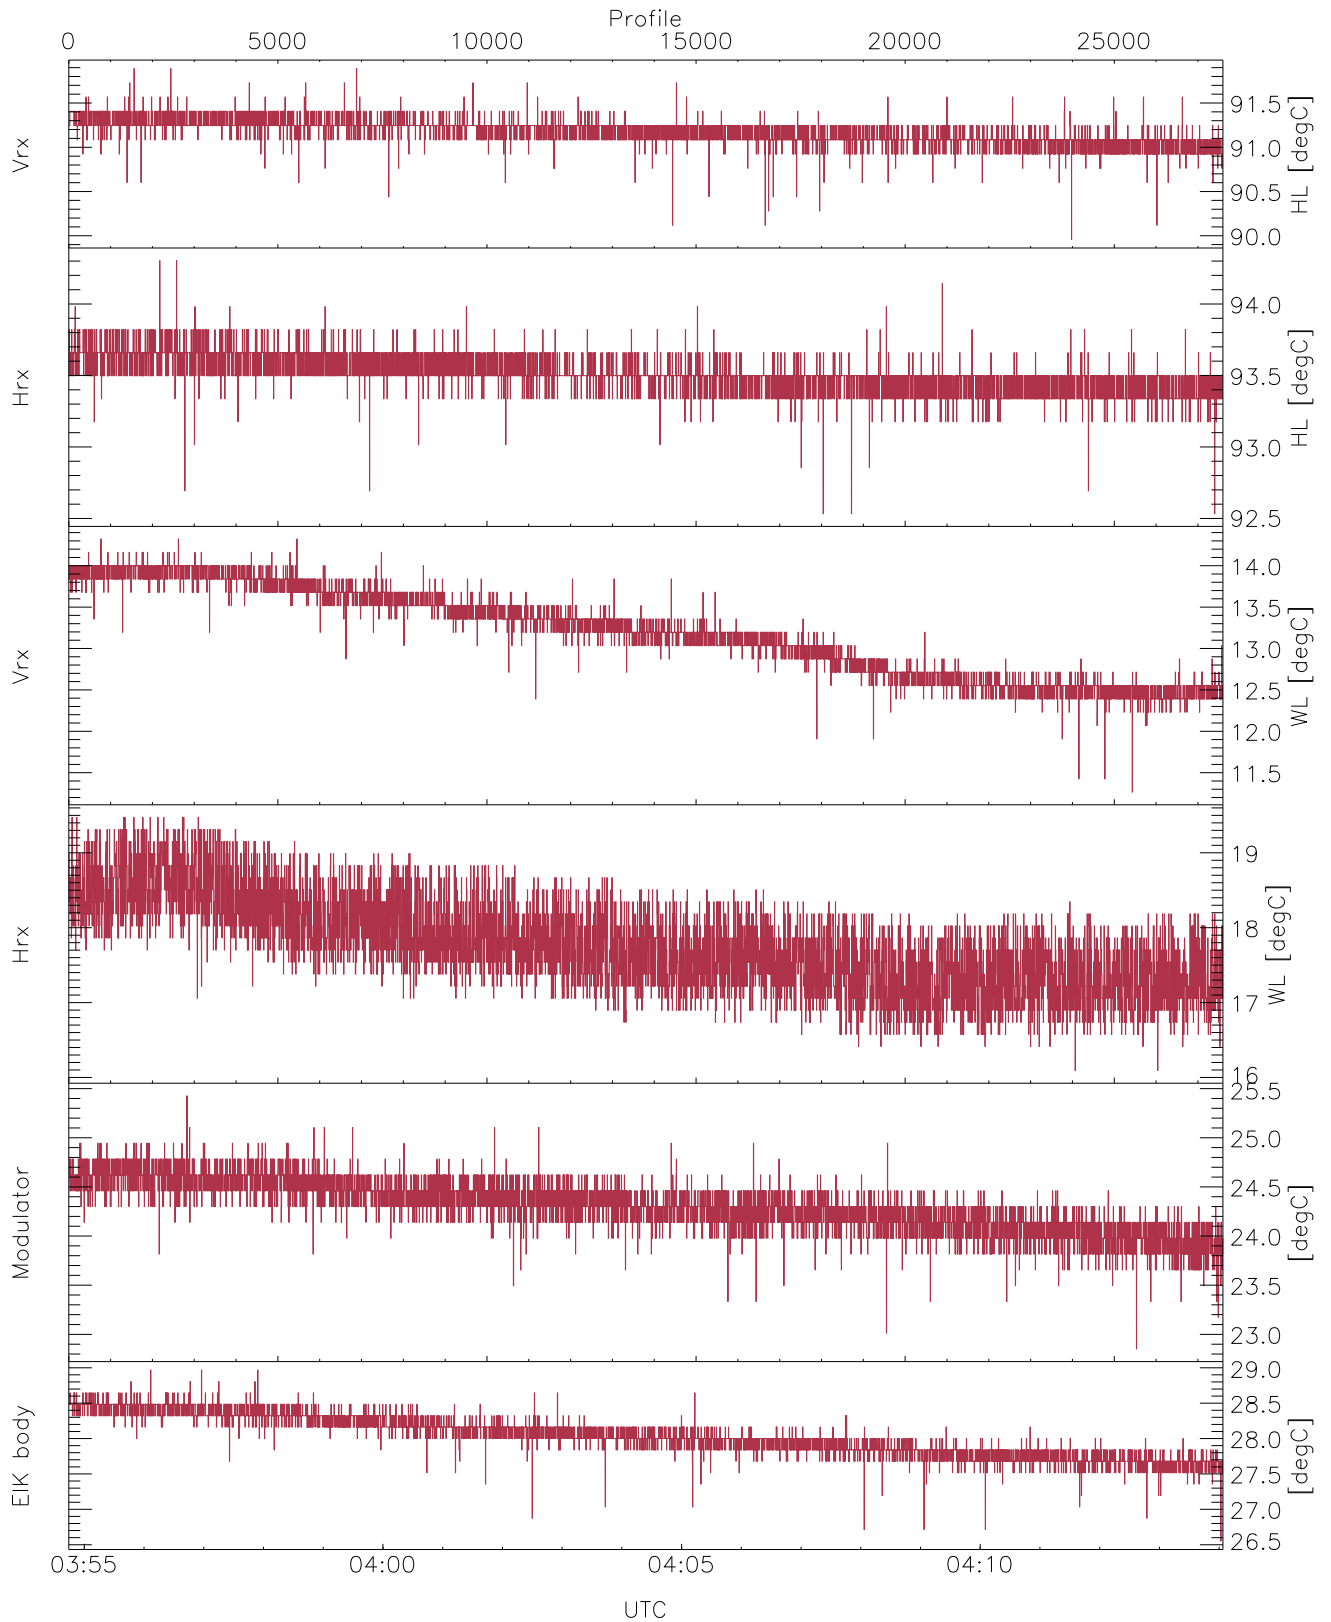 Profile
0 5000 10000 15000 20000 25000
Vrx
91.5
91.0
90.5
90.0
HL [degC]
Hrx
94.0
93.5
93.0
92.5
HL [degC]
Vrx
14.0
13.5
13.0
12.5
12.0
11.5
WL [degC]
Hrx
19
18
17
16
WL [degC]
Modulator
25.5
25.0
24.5
24.0
23.5
23.0
[degC]
EIK body
29.0
28.5
28.0
27.5
27.0
26.5
[degC]
03:55 04:00 04:05 04:10
UTC